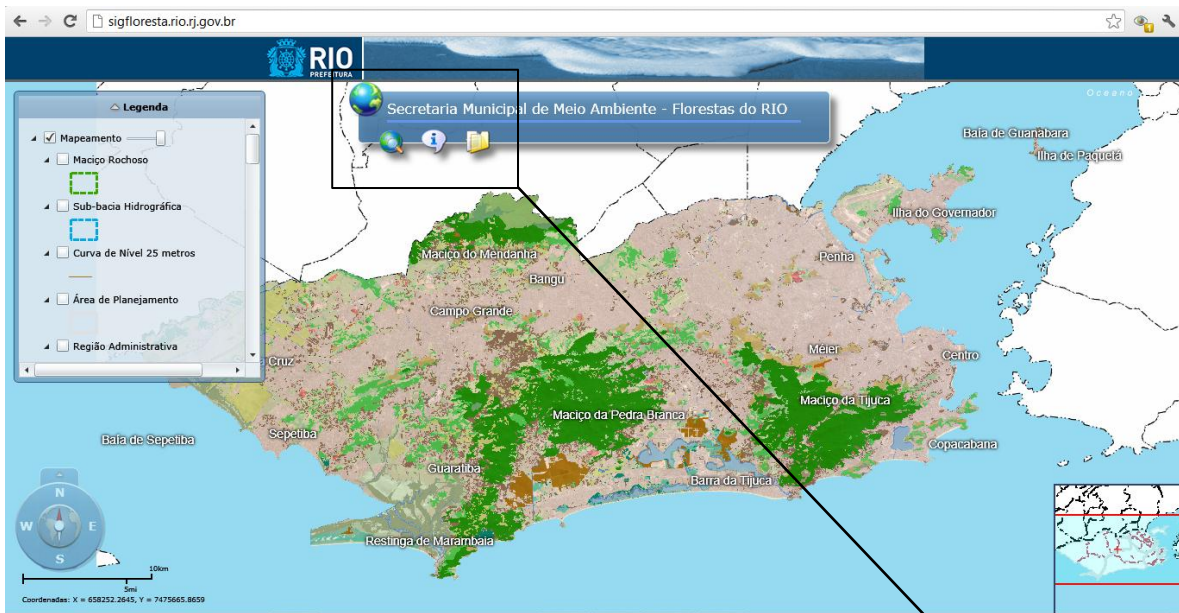 sigfloresta.rio.rj.gov.br
RIO
PREFEITURA
Secretaria Municipal de Meio Ambiente - Florestas do RIO
Legenda
Mapeamento
Maciço Rochoso
Sub-bacia Hidrográfica
Curva de Nível 25 metros
Área de Planejamento
Região Administrativa
Oceano
Baía de Guanabara
Ilha de Paquetá
Ilha do Governador
Maciço do Mendanha
Penha
Bangu
Campo Grande
Cruz
Méier
Centro
Maciço da Pedra Branca
Maciço da Tijuca
Baía de Sepetiba
Sepetiba
Copacabana
Guaratiba
Barra da Tijuca
Restinga de Marambaia
N
W E
S
10km
5mi
Coordenadas: X = 658252.2645, Y = 7475665.8659